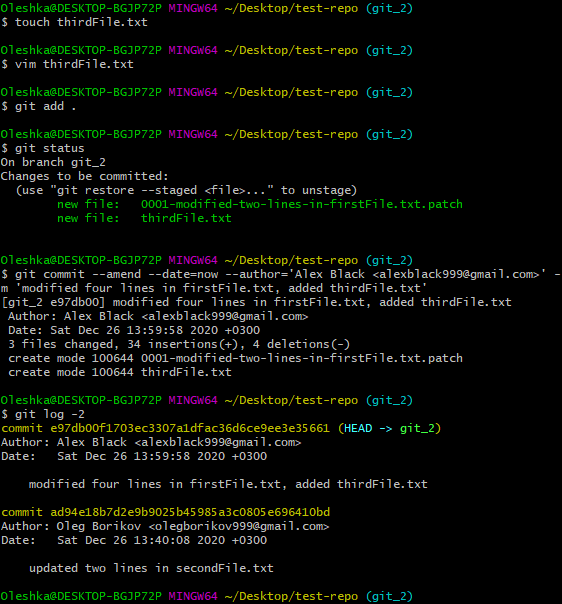 Oleshka@DESKTOP-BGJP72P MINGW64 ~/Desktop/test-repo (git_2)
$ touch thirdFile.txt
Oleshka@DESKTOP-BGJP72P MINGW64 ~/Desktop/test-repo (git_2)
$ vim thirdFile.txt
Oleshka@DESKTOP-BGJP72P MINGW64 ~/Desktop/test-repo (git_2)
$ git add .
Oleshka@DESKTOP-BGJP72P MINGW64 ~/Desktop/test-repo (git_2)
$ git status
On branch git_2
Changes to be committed:
  (use "git restore --staged <file>..." to unstage)
        new file:   0001-modified-two-lines-in-firstFile.txt.patch
        new file:   thirdFile.txt
Oleshka@DESKTOP-BGJP72P MINGW64 ~/Desktop/test-repo (git_2)
$ git commit --amend --date=now --author='Alex Black <alexblack999@gmail.com>' -
m 'modified four lines in firstFile.txt, added thirdFile.txt'
[git_2 e97db00] modified four lines in firstFile.txt, added thirdFile.txt
 Author: Alex Black <alexblack999@gmail.com>
 Date: Sat Dec 26 13:59:58 2020 +0300
 3 files changed, 34 insertions(+), 4 deletions(-)
 create mode 100644 0001-modified-two-lines-in-firstFile.txt.patch
 create mode 100644 thirdFile.txt
Oleshka@DESKTOP-BGJP72P MINGW64 ~/Desktop/test-repo (git_2)
$ git log -2
commit e97db00f1703ec3307a1dfac36d6ce9ee3e35661 (HEAD -> git_2)
Author: Alex Black <alexblack999@gmail.com>
Date:   Sat Dec 26 13:59:58 2020 +0300
    modified four lines in firstFile.txt, added thirdFile.txt
commit ad94e18b7d2e9b9025b45985a3c0805e696410bd
Author: Oleg Borikov <olegborikov999@gmail.com>
Date:   Sat Dec 26 13:40:08 2020 +0300
    updated two lines in secondFile.txt
Oleshka@DESKTOP-BGJP72P MINGW64 ~/Desktop/test-repo (git_2)